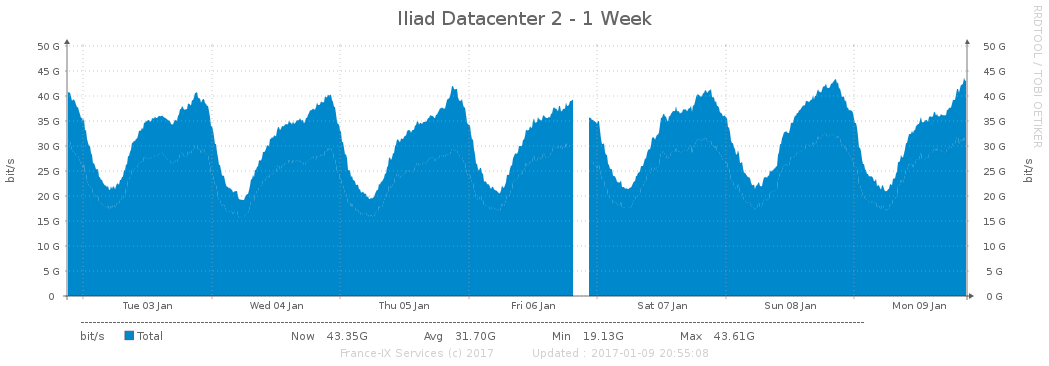 Iliad Datacenter 2 - 1 Week
RRDTOOL / TOBI OETIKER
50 G 50 G
45 G 45 G
40 G 40 G
35 G 35 G
30 G 30 G
25 G 25 G
20 G 20 G
15 G 15 G
10 G 10 G
5 G 5 G
0 0 G
bit/s bit/s
Tue 03 Jan Wed 04 Jan Thu 05 Jan Fri 06 Jan Sat 07 Jan Sun 08 Jan Mon 09 Jan
bit/s Total Now 43.35G Avg 31.70G Min 19.13G Max 43.61G
France-IX Services (c) 2017 Updated : 2017-01-09 20:55:08